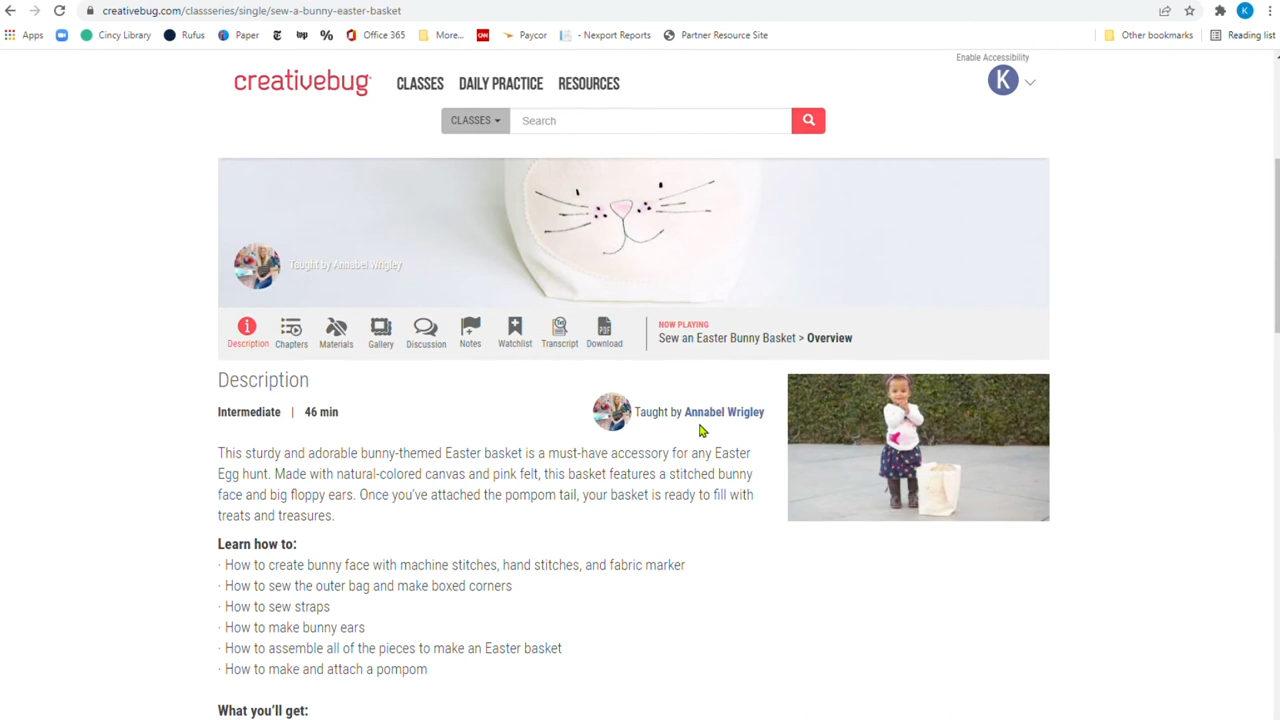 creativebug.com/classseries/single/sew-a-bunny-easter-basket
Apps
Cincy Library
Rufus
Paper
wp
%
Office 365
More...
CNN
Paycor
- Nexport Reports
Partner Resource Site
Other bookmarks
Reading list
K
Enable Accessibility
creativebug
CLASSES
DAILY PRACTICE
RESOURCES
K
CLASSES
Search
Taught by Annabel Wrigley
Description
Chapters
Materials
Gallery
Discussion
Notes
Watchlist
Transcript
Download
NOW PLAYING
Sew an Easter Bunny Basket > Overview
Description
Intermediate | 46 min
Taught by Annabel Wrigley
This sturdy and adorable bunny-themed Easter basket is a must-have accessory for any Easter
Egg hunt. Made with natural-colored canvas and pink felt, this basket features a stitched bunny
face and big floppy ears. Once you've attached the pompom tail, your basket is ready to fill with
treats and treasures.
Learn how to:
· How to create bunny face with machine stitches, hand stitches, and fabric marker
· How to sew the outer bag and make boxed corners
· How to sew straps
· How to make bunny ears
· How to assemble all of the pieces to make an Easter basket
· How to make and attach a pompom
What you'll get: